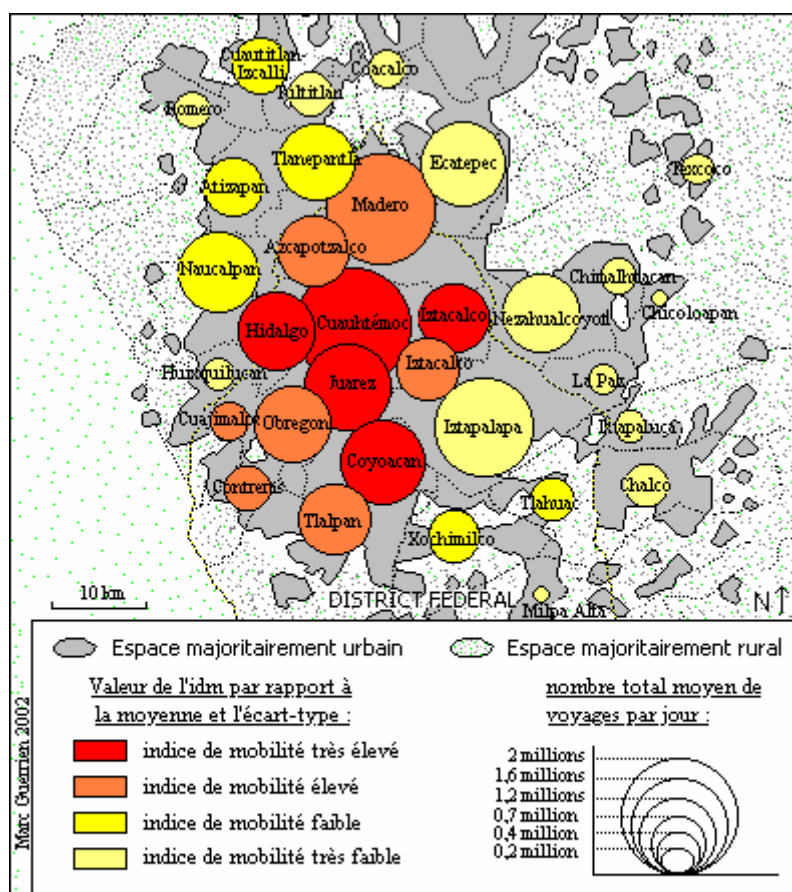 Cuautitlan-
Izcalli
Coacalco
Tultitlan
Romero
Tlanepantla
Ecatepec
Texcoco
Atizapan
Madero
Azcapotzalco
Naucalpan
Chimalhuacan
Chicoloapan
Nezahualcoyotl
Cuauhtémoc
Iztacalco
Hidalgo
Huixquilucan
Juarez
Iztacalco
La Paz
Cuajimalpa
Obregon
Iztapalapa
Ixtapaluca
Coyoacan
Contreras
Chalco
Tlahuac
Tlalpan
Xochimilco
10 km
DISTRICT FÉDÉRAL
Milpa Alta
N↑
Espace majoritairement urbain
Espace majoritairement rural
Valeur de l'idm par rapport à
la moyenne et l'écart-type :
indice de mobilité très élevé
indice de mobilité élevé
indice de mobilité faible
indice de mobilité très faible
nombre total moyen de
voyages par jour :
2 millions
1,6 millions
1,2 millions
0,7 million
0,4 million
0,2 million
Marc Guerrien 2002